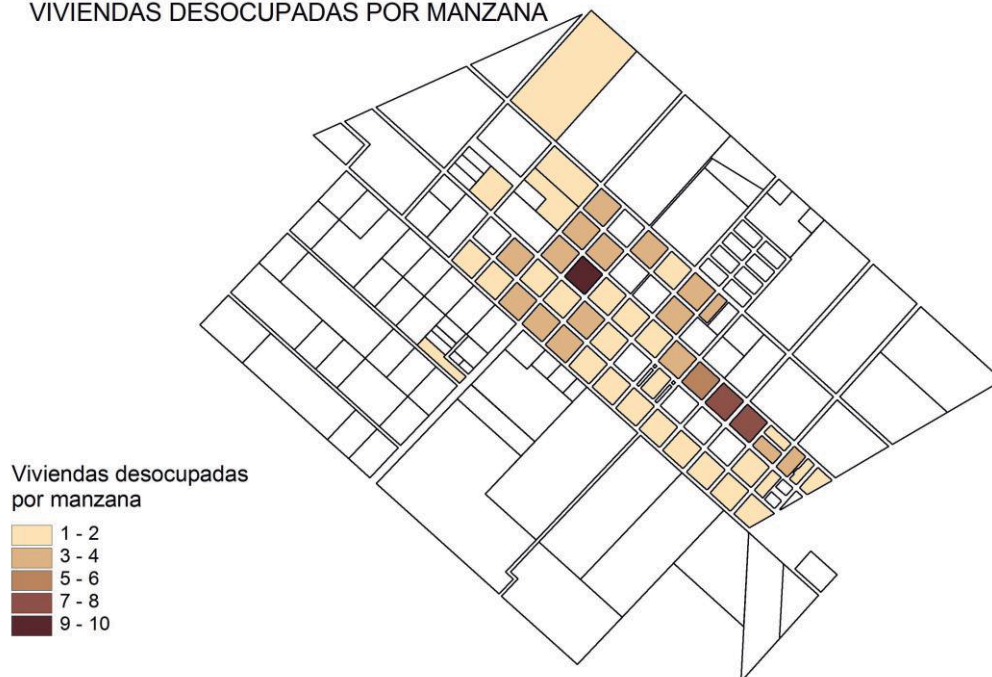 VIVIENDAS DESOCUPADAS POR MANZANA
Viviendas desocupadas
por manzana
1 - 2
3 - 4
5 - 6
7 - 8
9 - 10